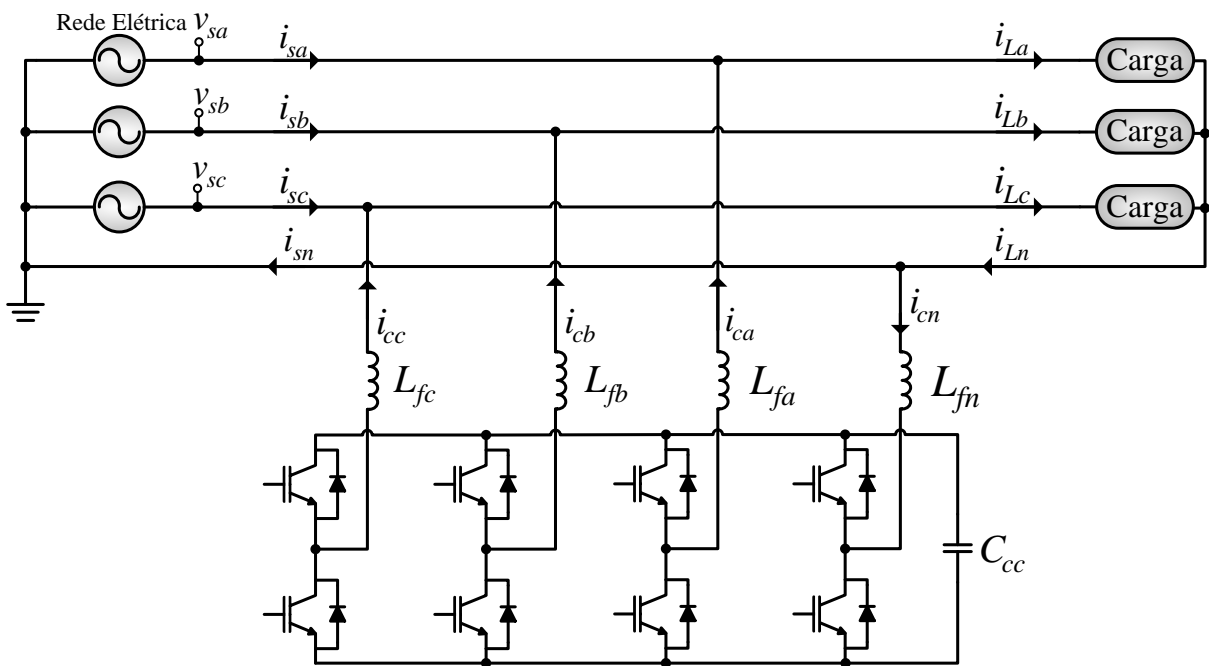 Rede Elétrica
v_sa
i_sa
i_La
Carga
v_sb
i_sb
i_Lb
Carga
v_sc
i_sc
i_Lc
Carga
i_sn
i_Ln
i_cc
i_cb
i_ca
i_cn
L_fc
L_fb
L_fa
L_fn
C_cc